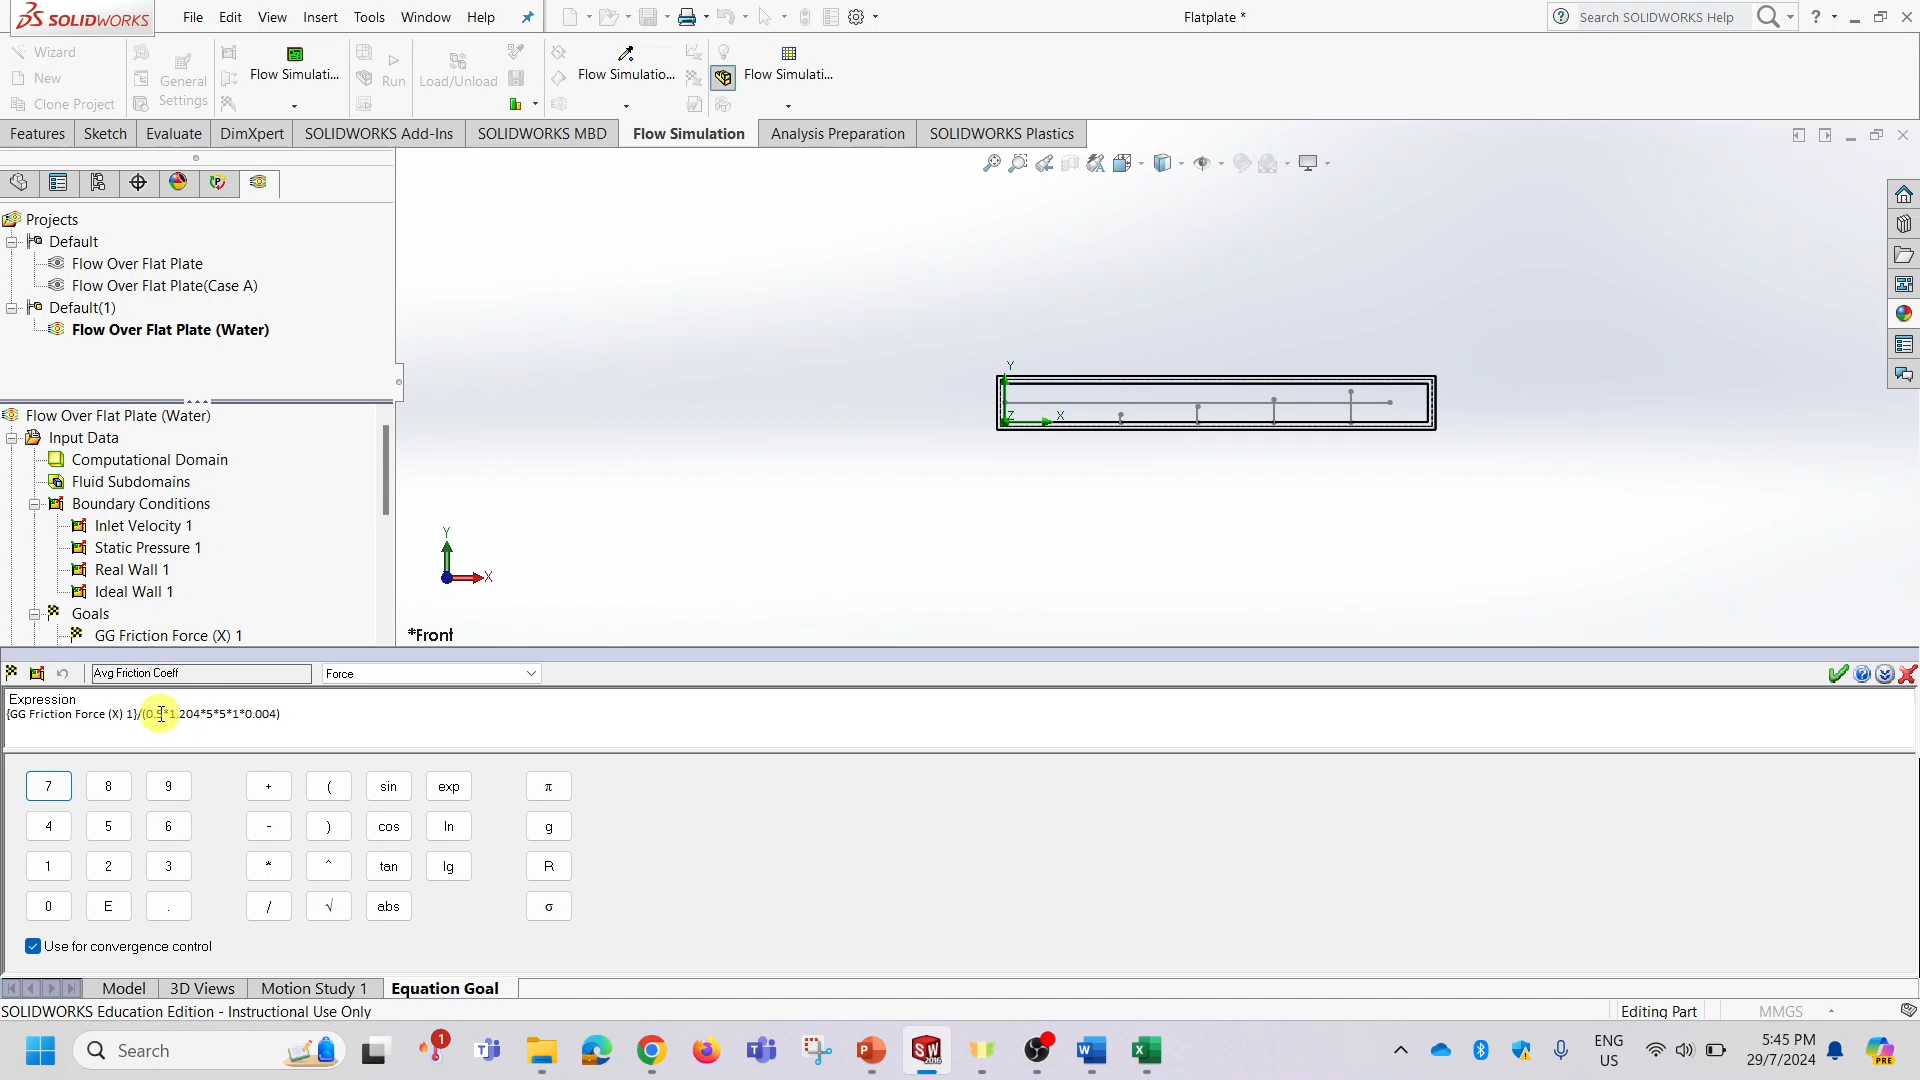 SOLIDWORKS
File Edit View Insert Tools Window Help
Flatplate *
Search SOLIDWORKS Help
Wizard
New
Clone Project
General Settings
Flow Simulati...
Run
Load/Unload
Flow Simulatio...
Flow Simulati...
Features Sketch Evaluate DimXpert SOLIDWORKS Add-Ins SOLIDWORKS MBD Flow Simulation Analysis Preparation SOLIDWORKS Plastics
Projects
Default
Flow Over Flat Plate
Flow Over Flat Plate(Case A)
Default(1)
Flow Over Flat Plate (Water)
Flow Over Flat Plate (Water)
Input Data
Computational Domain
Fluid Subdomains
Boundary Conditions
Inlet Velocity 1
Static Pressure 1
Real Wall 1
Ideal Wall 1
Goals
GG Friction Force (X) 1
Y
Z X
Y
X
*Front
Avg Friction Coeff Force
Expression
{GG Friction Force (X) 1}/(0.5*1.204*5*5*1*0.004)
7 8 9 + ( sin exp π
4 5 6 - ) cos ln g
1 2 3 * ^ tan lg R
0 E . / √ abs σ
Use for convergence control
Model 3D Views Motion Study 1 Equation Goal
SOLIDWORKS Education Edition - Instructional Use Only
Editing Part MMGS
Search
1
SW
2016
ENG
US
5:45 PM
29/7/2024
PRE